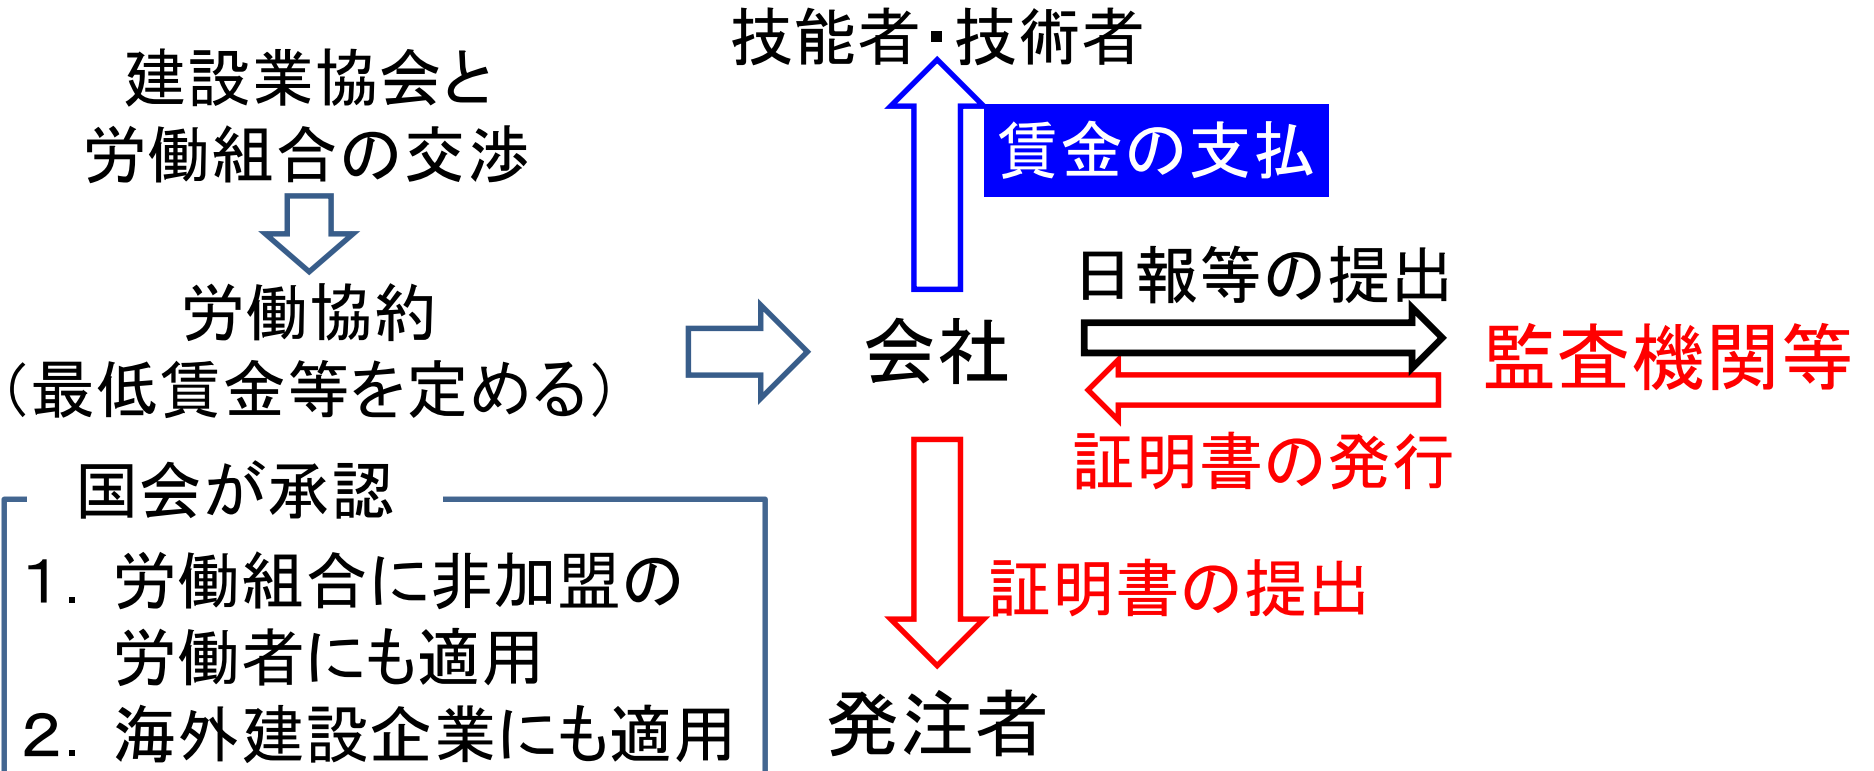 建設業協会と
労働組合の交渉
労働協約
（最低賃金等を定める）
国会が承認
１．労働組合に非加盟の
労働者にも適用
２．海外建設企業にも適用
技能者・技術者
賃金の支払
会社
日報等の提出
証明書の発行
監査機関等
証明書の提出
発注者